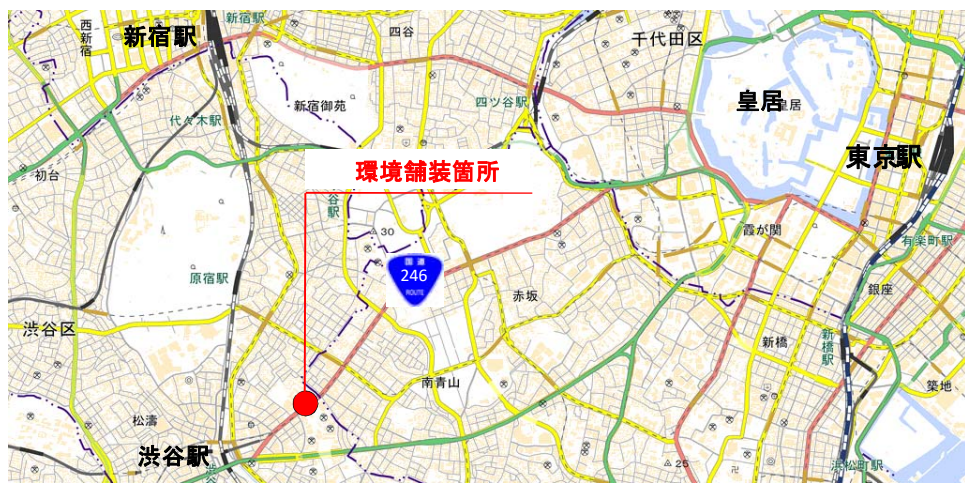 西新宿
新宿駅
新宿駅
四谷
千代田区
新宿御苑
四ツ谷駅
皇居
皇居
代々木駅
東京駅
初台
環境舗装箇所
谷駅
30
霞が関
有楽町駅
国道
246
ROUTE
原宿駅
赤坂
銀座
渋谷区
新橋
新橋駅
南青山
築地
松濤
渋谷駅
渋谷
25
浜松町駅